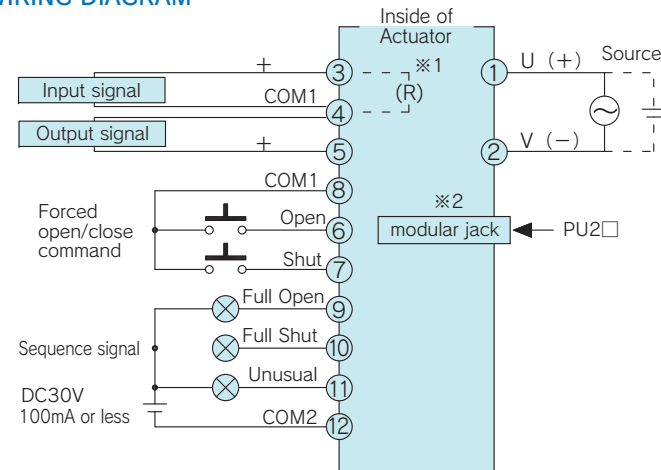 WIRING DIAGRAM
Inside of
Actuator
Input signal
+
COM1
③
④
※1
(R)
①
U (+)
Source
Output signal
+
⑤
②
V (−)
COM1
⑧
Forced
open/close
command
Open
⑥
Shut
⑦
※2
modular jack
PU2□
Full Open
⑨
Sequence signal
Full Shut
⑩
Unusual
⑪
DC30V
100mA or less
COM2
⑫